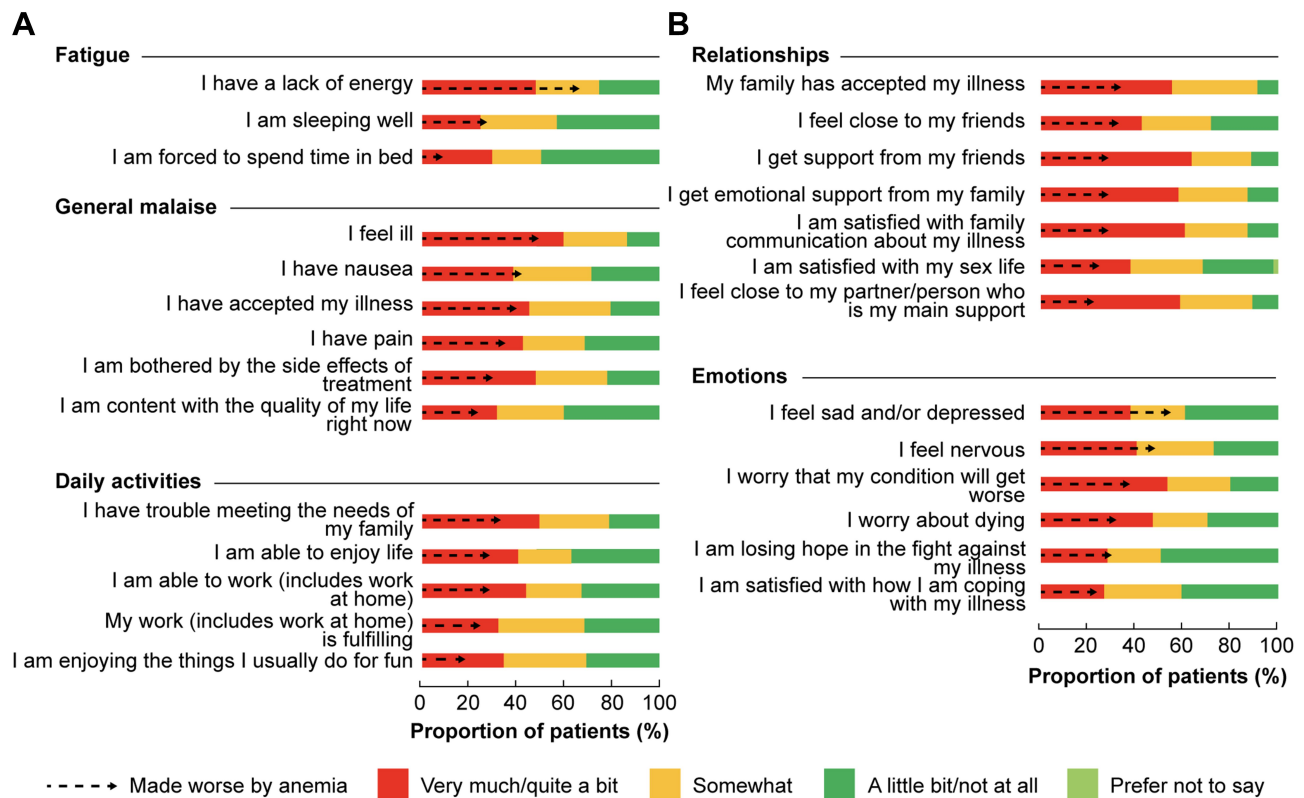 A
Fatigue
I have a lack of energy
I am sleeping well
I am forced to spend time in bed
General malaise
I feel ill
I have nausea
I have accepted my illness
I have pain
I am bothered by the side effects of
treatment
I am content with the quality of my life
right now
Daily activities
I have trouble meeting the needs of
my family
I am able to enjoy life
I am able to work (includes work
at home)
My work (includes work at home)
is fulfilling
I am enjoying the things I usually do for fun
0 20 40 60 80 100
Proportion of patients (%)
B
Relationships
My family has accepted my illness
I feel close to my friends
I get support from my friends
I get emotional support from my family
I am satisfied with family
communication about my illness
I am satisfied with my sex life
I feel close to my partner/person who
is my main support
Emotions
I feel sad and/or depressed
I feel nervous
I worry that my condition will get
worse
I worry about dying
I am losing hope in the fight against
my illness
I am satisfied with how I am coping
with my illness
0 20 40 60 80 100
Proportion of patients (%)
Made worse by anemia Very much/quite a bit Somewhat A little bit/not at all Prefer not to say